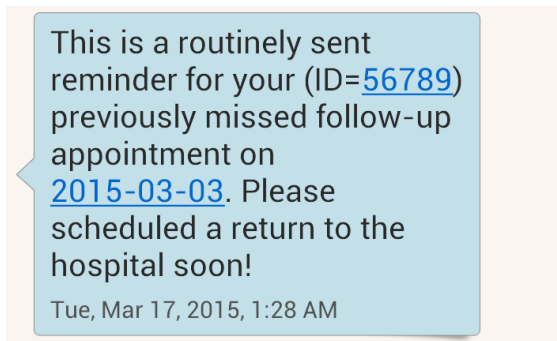 This is a routinely sent
reminder for your (ID=56789)
previously missed follow-up
appointment on
2015-03-03. Please
scheduled a return to the
hospital soon!
Tue, Mar 17, 2015, 1:28 AM